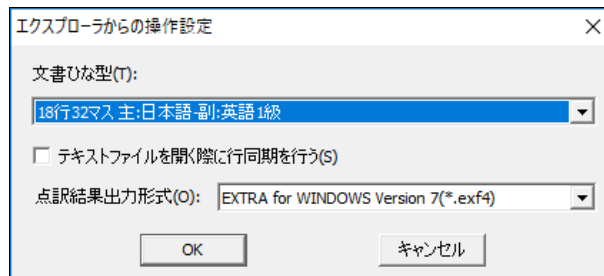 エクスプローラからの操作設定
文書ひな型(T):
18行32マス 主:日本語-副:英語1級
テキストファイルを開く際に行同期を行う(S)
点訳結果出力形式(O): EXTRA for WINDOWS Version 7(*.exf4)
OK キャンセル